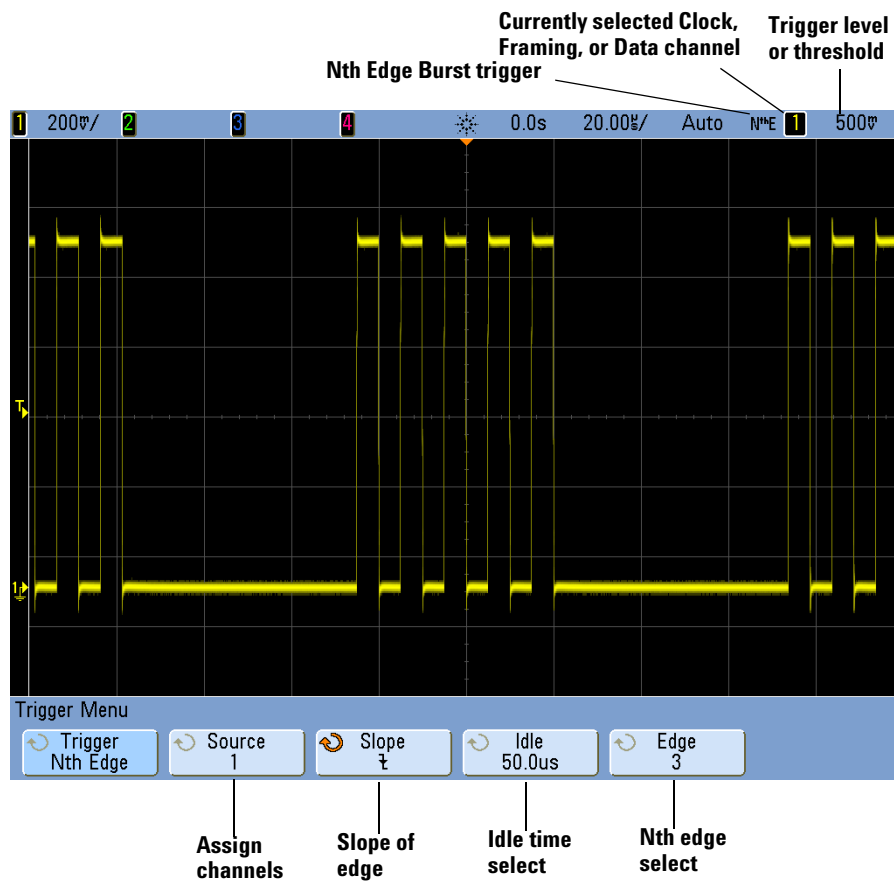 Currently selected Clock,
Framing, or Data channel
Trigger level
or threshold
Nth Edge Burst trigger
1 200mV/ 2 3 4 0.0s 20.00us/ Auto NthE 1 500mV
T
1
Trigger Menu
Trigger
Nth Edge
Source
1
Slope
Idle
50.0us
Edge
3
Assign
channels
Slope of
edge
Idle time
select
Nth edge
select